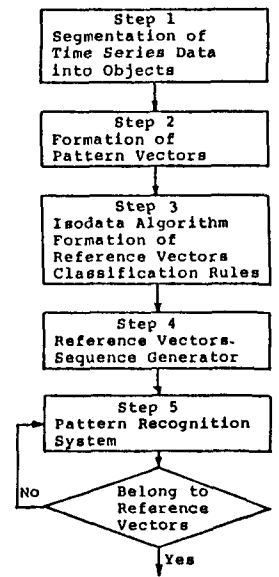 Step 1
Segmentation of
Time Series Data
into Objects
Step 2
Formation of
Pattern Vectors
Step 3
Isodata Algorithm
Formation of
Reference Vectors
Classification Rules
Step 4
Reference Vectors-
Sequence Generator
Step 5
Pattern Recognition
System
No
Belong to
Reference
Vectors
Yes